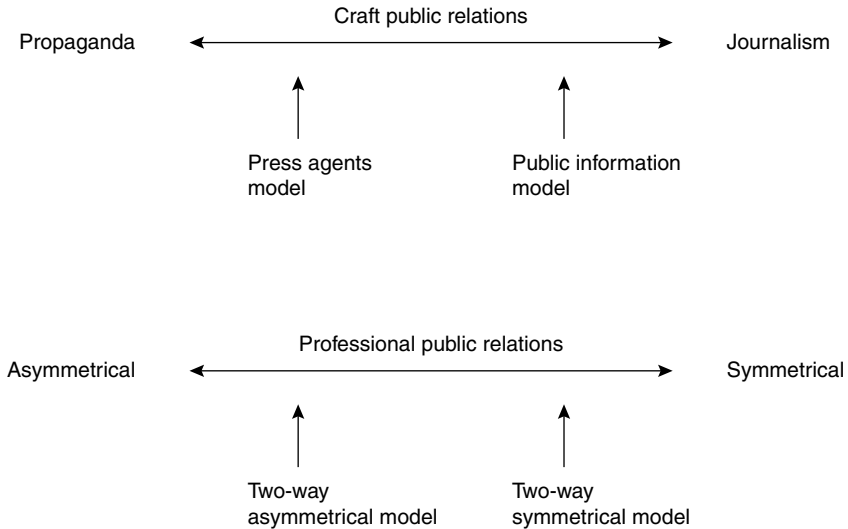 Craft public relations
Propaganda
Journalism
Press agents
model
Public information
model
Professional public relations
Asymmetrical
Symmetrical
Two-way
asymmetrical model
Two-way
symmetrical model